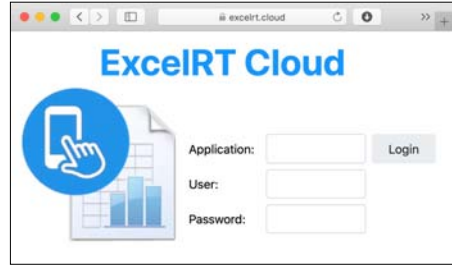 excelrt.cloud
ExcelRT Cloud
Application:
Login
User:
Password: